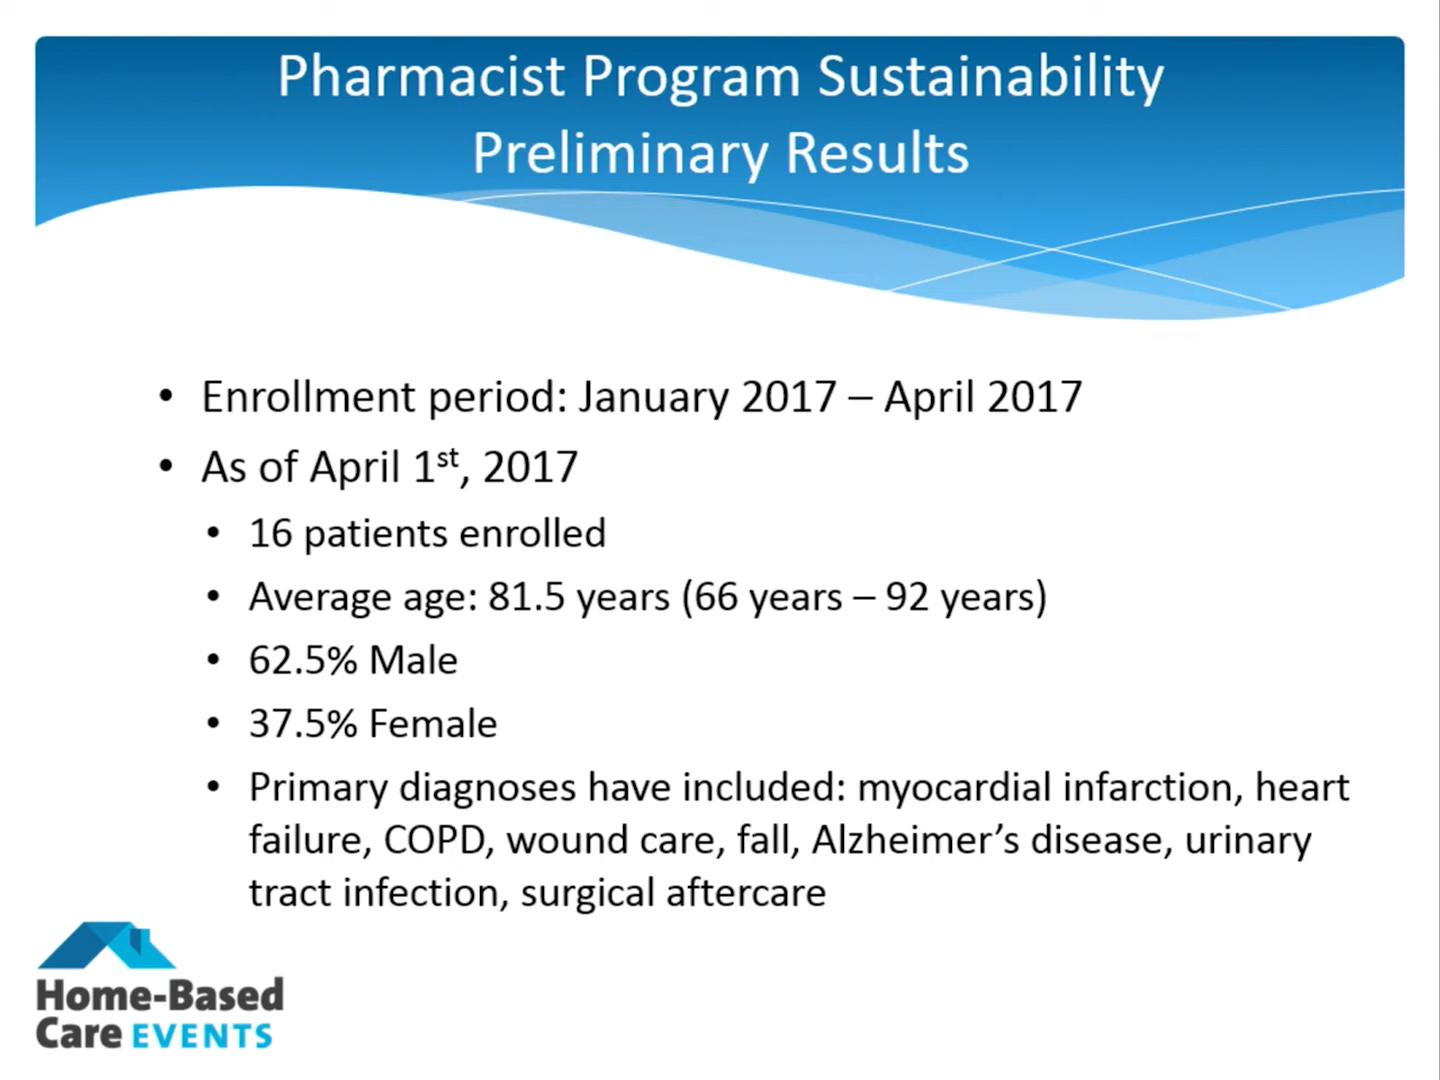 Pharmacist Program Sustainability
Preliminary Results
• Enrollment period: January 2017 – April 2017
• As of April 1st, 2017
• 16 patients enrolled
• Average age: 81.5 years (66 years – 92 years)
• 62.5% Male
• 37.5% Female
• Primary diagnoses have included: myocardial infarction, heart
failure, COPD, wound care, fall, Alzheimer’s disease, urinary
tract infection, surgical aftercare
Home-Based
Care EVENTS